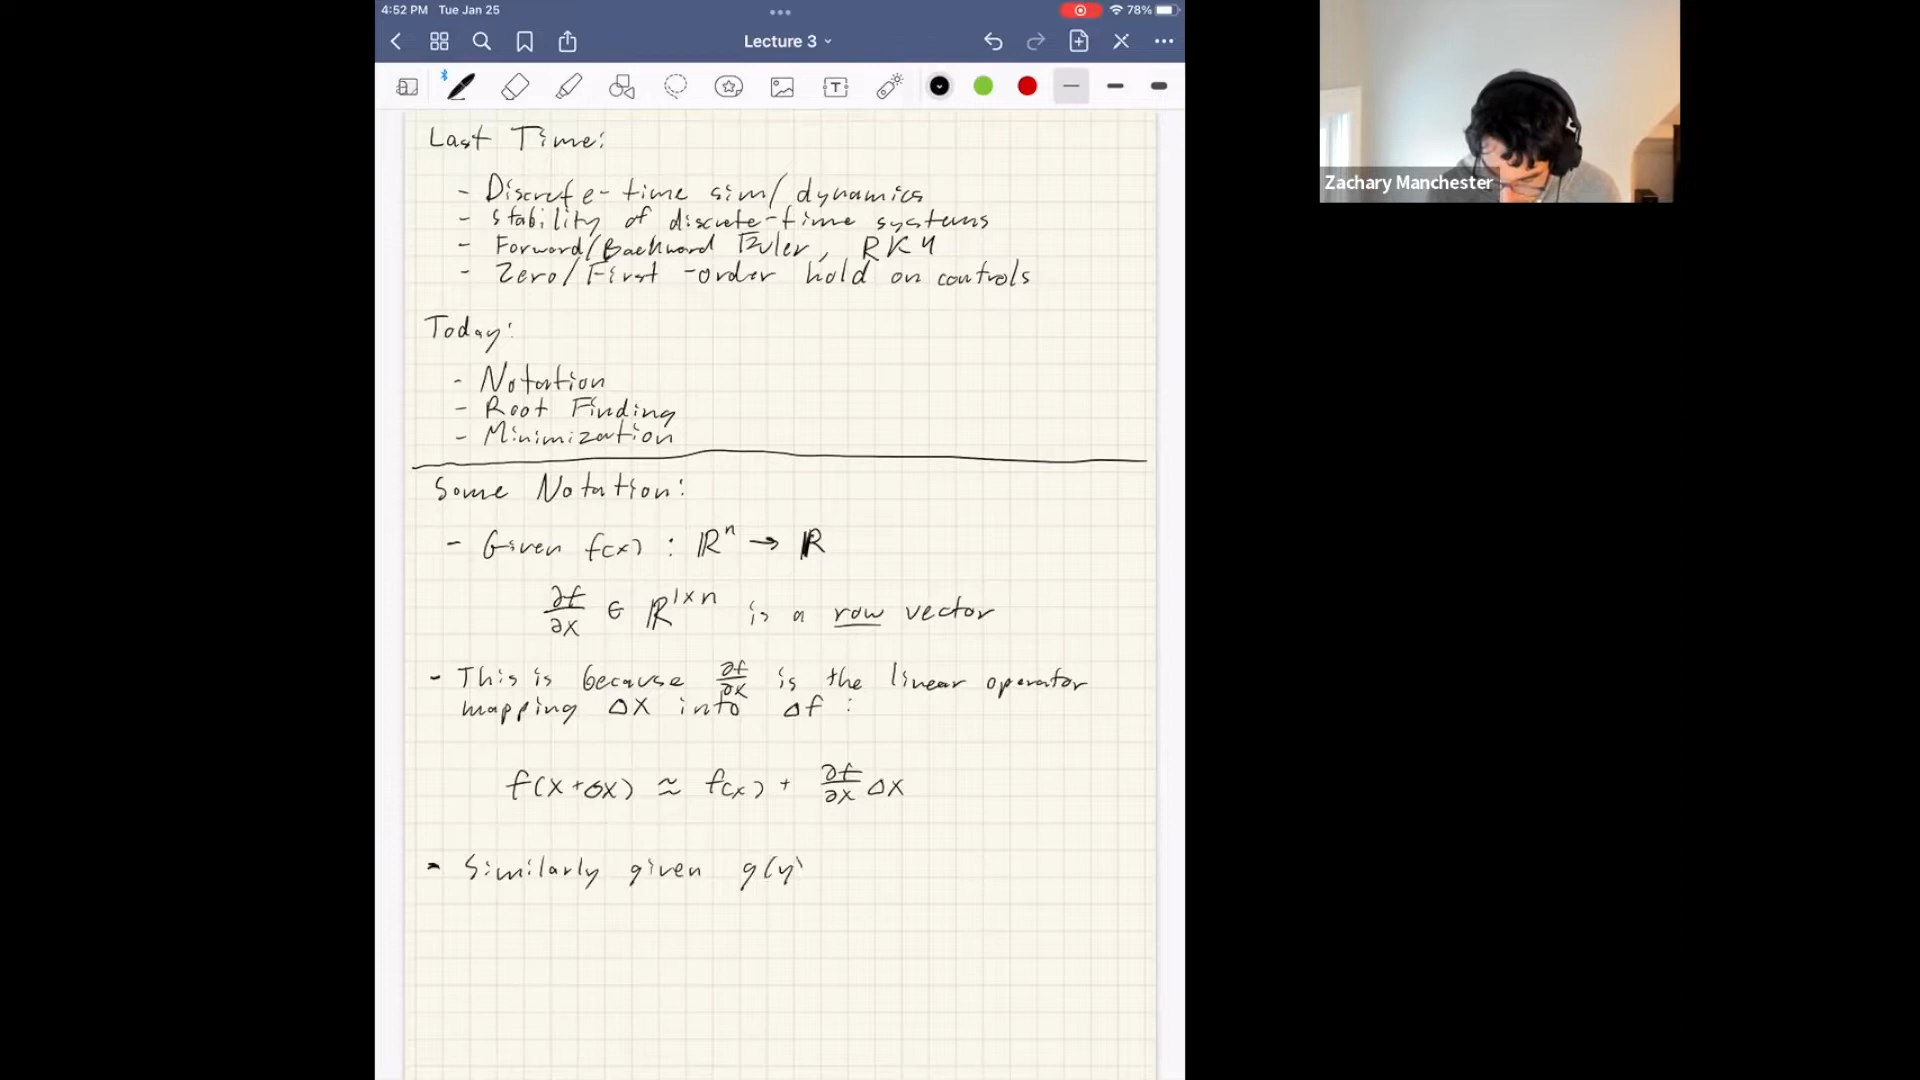 4:52 PM Tue Jan 25
78%
Lecture 3
Last Time:
- Discrete-time sim/dynamics
- Stability of discrete-time systems
- Forward/Backward Euler, RK4
- Zero/First-order hold on controls
Today:
- Notation
- Root Finding
- Minimization
Some Notation:
- Given f(x) : ℝⁿ → ℝ
∂f/∂x ∈ ℝ¹ˣⁿ is a row vector
- This is because ∂f/∂x is the linear operator
mapping Δx into Δf :
f(x+Δx) ≈ f(x) + ∂f/∂x Δx
- Similarly given g(y)
Zachary Manchester